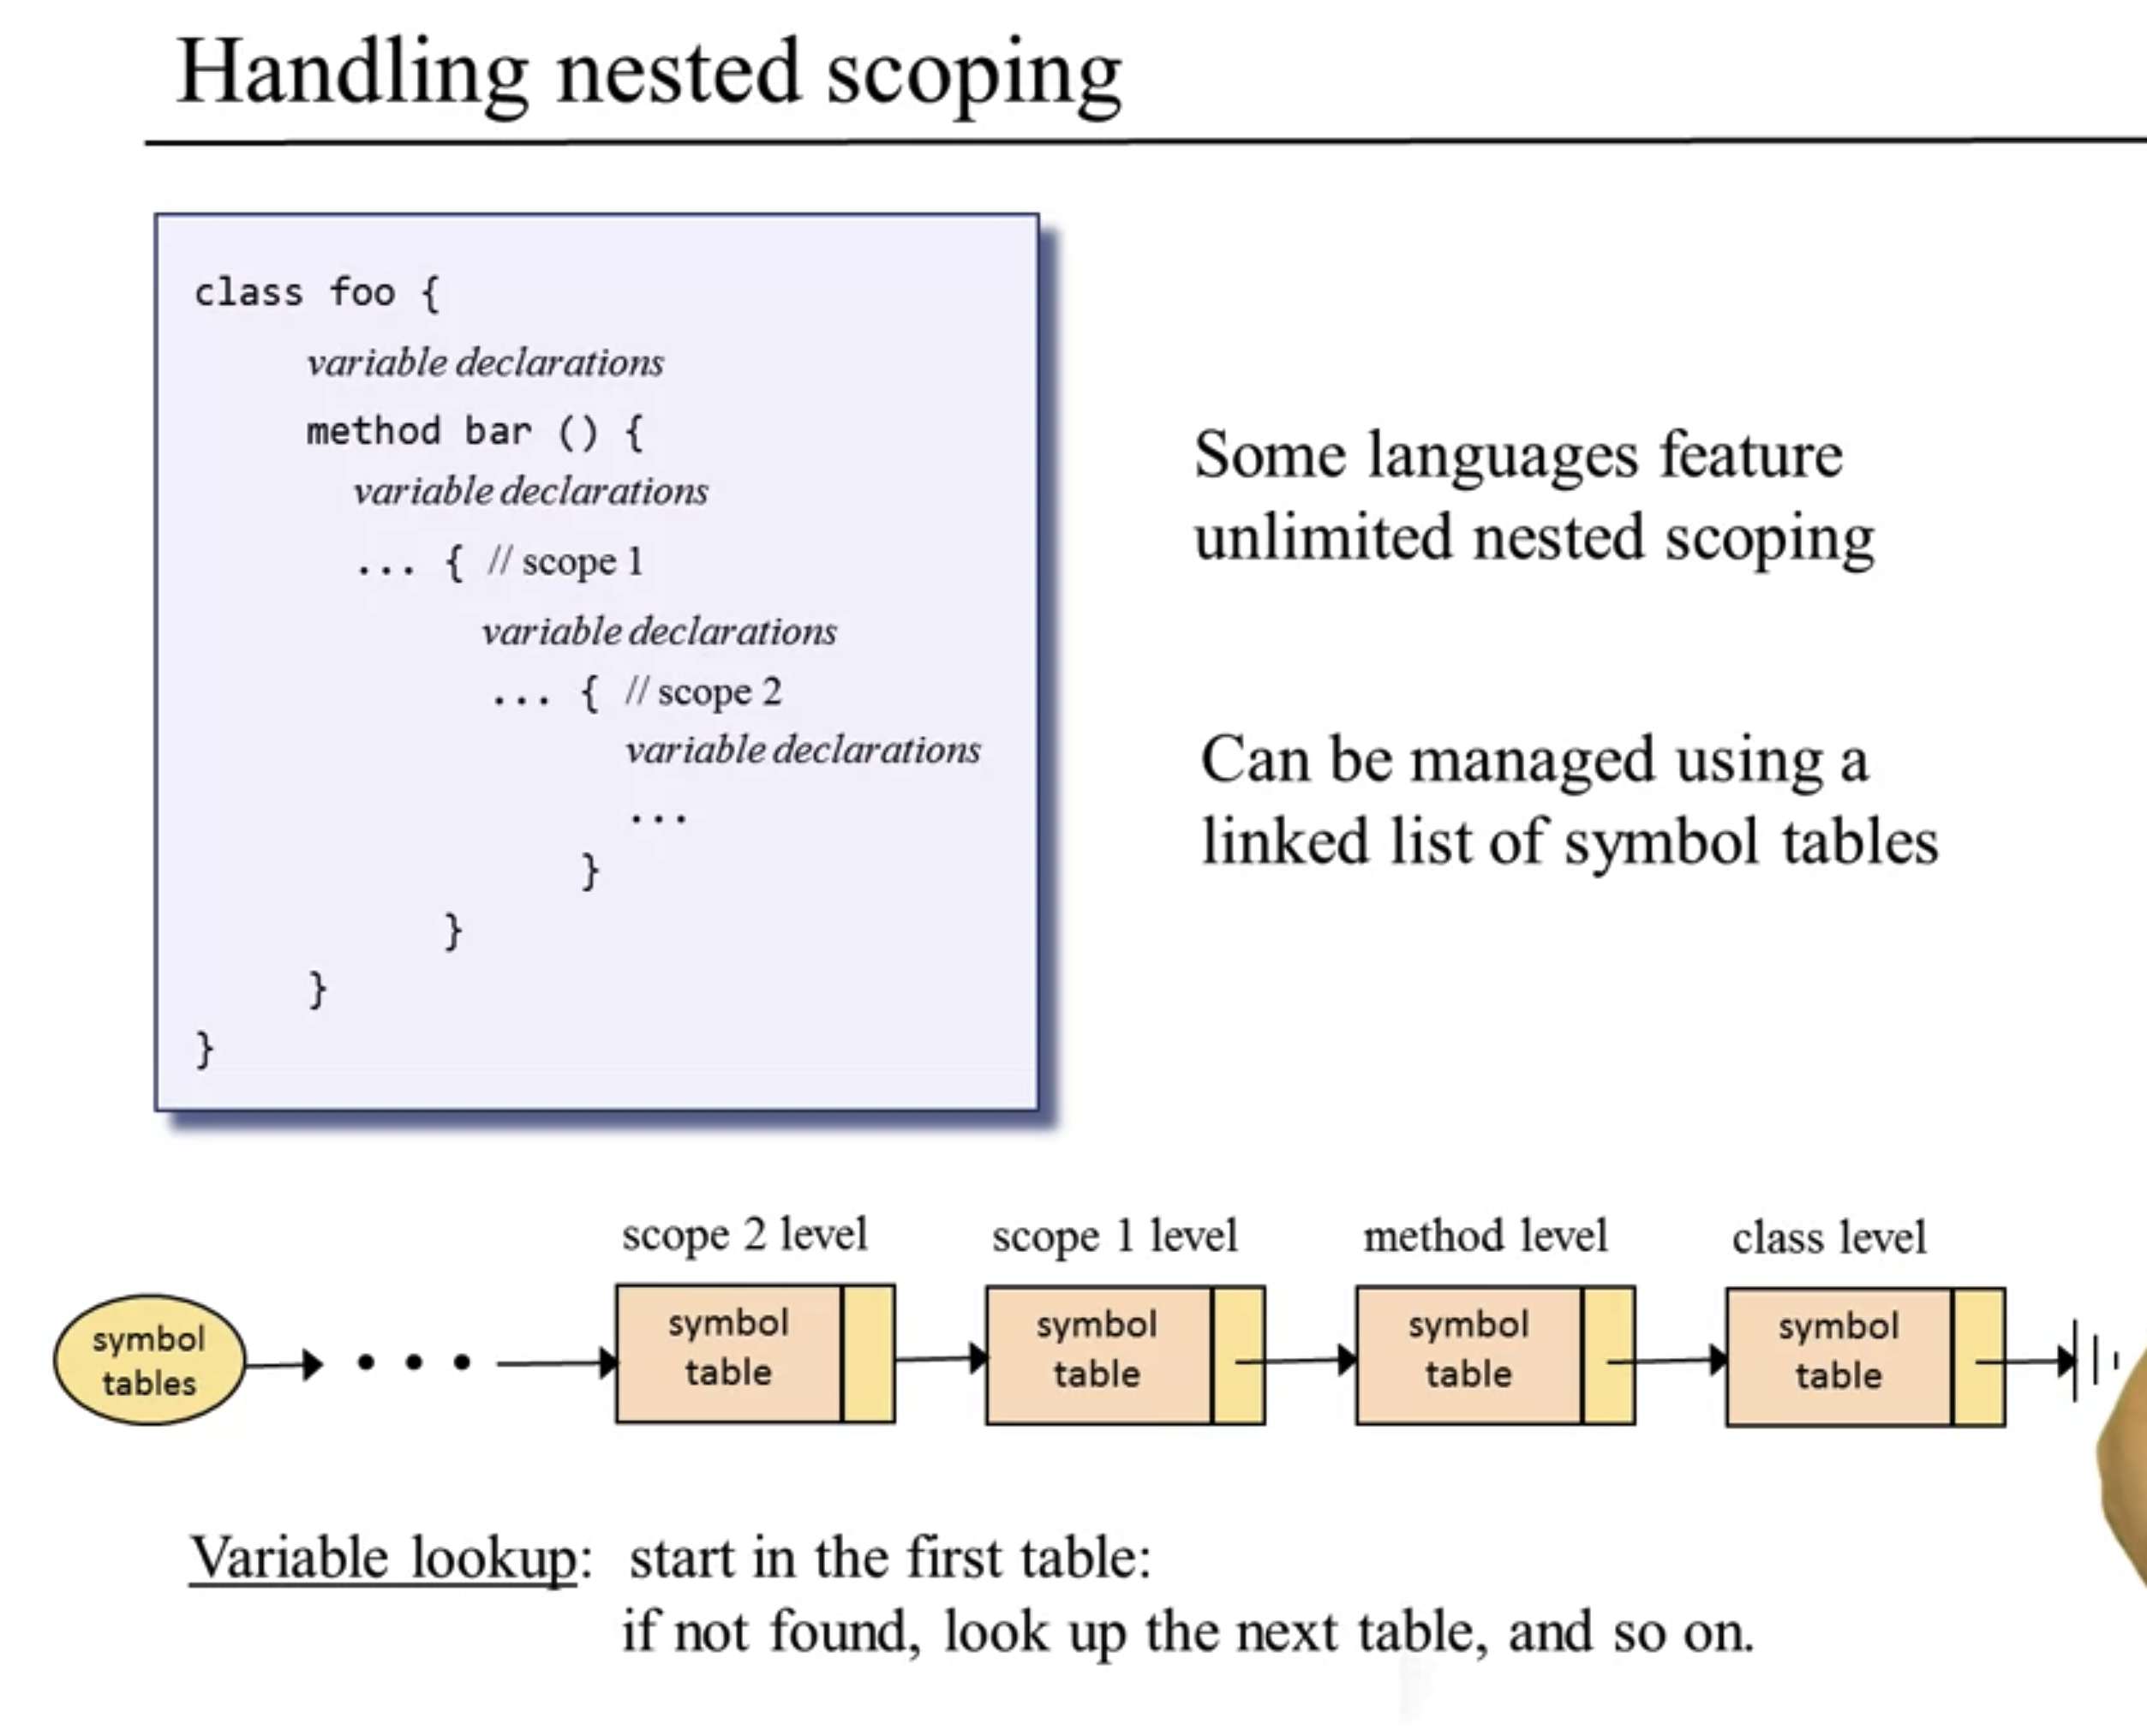 Handling nested scoping
class foo {
variable declarations
method bar () {
variable declarations
... { // scope 1
variable declarations
... { // scope 2
variable declarations
...
}
}
}
}
Some languages feature
unlimited nested scoping
Can be managed using a
linked list of symbol tables
scope 2 level
scope 1 level
method level
class level
symbol
tables
symbol
table
symbol
table
symbol
table
symbol
table
Variable lookup: start in the first table:
if not found, look up the next table, and so on.